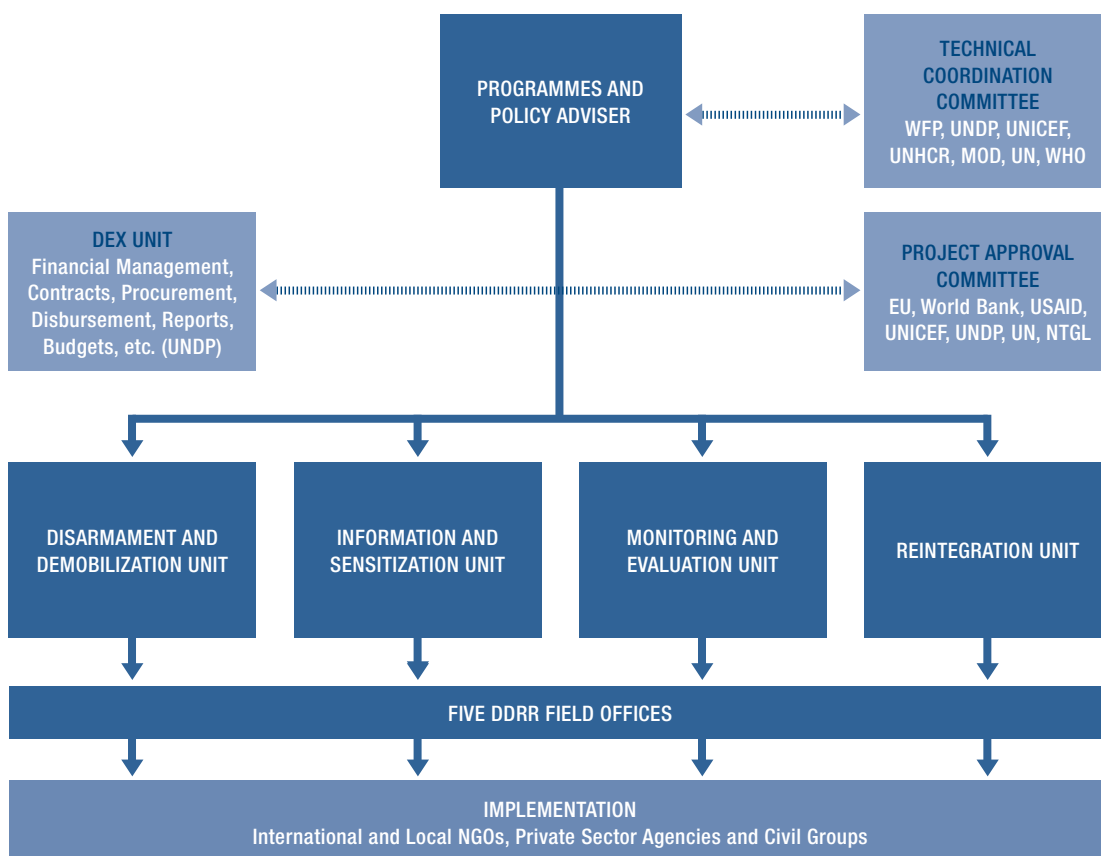 PROGRAMMES AND
POLICY ADVISER
TECHNICAL
COORDINATION
COMMITTEE
WFP, UNDP, UNICEF,
UNHCR, MOD, UN, WHO
DEX UNIT
Financial Management,
Contracts, Procurement,
Disbursement, Reports,
Budgets, etc. (UNDP)
PROJECT APPROVAL
COMMITTEE
EU, World Bank, USAID,
UNICEF, UNDP, UN, NTGL
DISARMAMENT AND
DEMOBILIZATION UNIT
INFORMATION AND
SENSITIZATION UNIT
MONITORING AND
EVALUATION UNIT
REINTEGRATION UNIT
FIVE DDRR FIELD OFFICES
IMPLEMENTATION
International and Local NGOs, Private Sector Agencies and Civil Groups